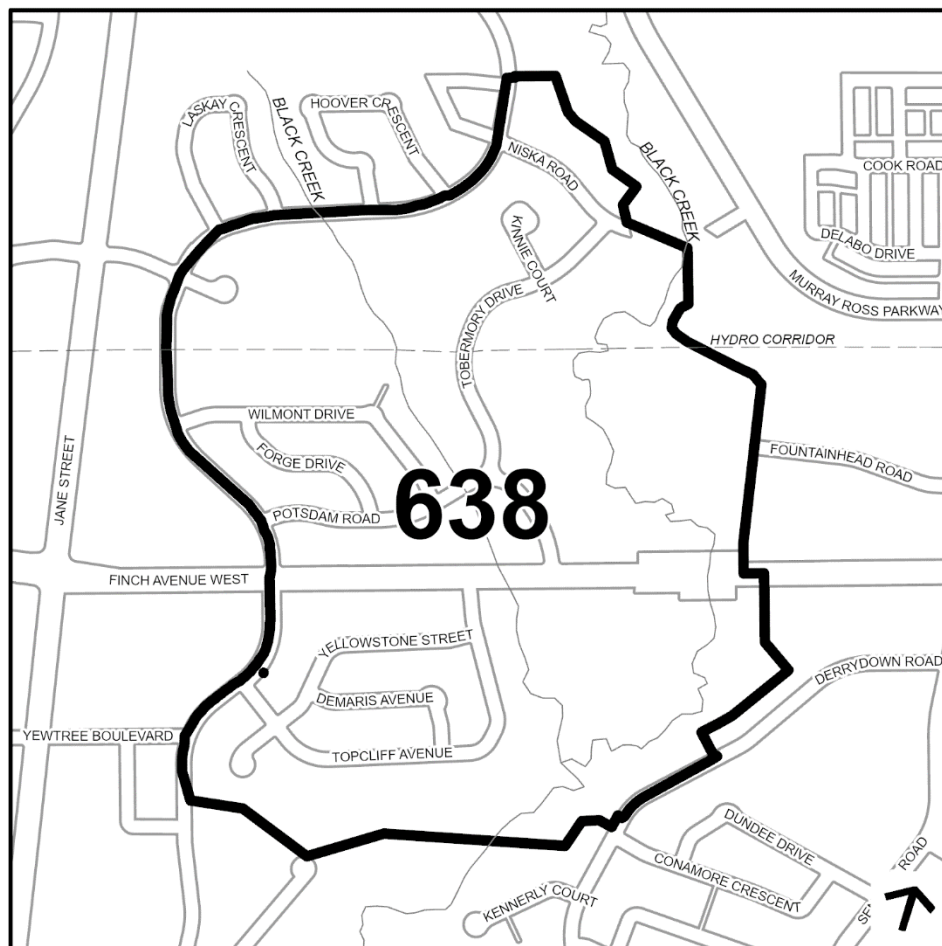 HOOVER CRESCENT
LASKAY CRESCENT
BLACK CREEK
NISKA ROAD
BLACK CREEK
COOK ROAD
KINNIE COURT
DELABO DRIVE
MURRAY ROSS PARKWAY
TOBERMORY DRIVE
HYDRO CORRIDOR
WILMONT DRIVE
FORGE DRIVE
FOUNTAINHEAD ROAD
JANE STREET
638
POTSDAM ROAD
FINCH AVENUE WEST
YELLOWSTONE STREET
DERRYDOWN ROAD
DEMARIS AVENUE
YEWTREE BOULEVARD
TOPCLIFF AVENUE
DUNDEE DRIVE
CONAMORE CRESCENT
ROAD
KENNERLY COURT